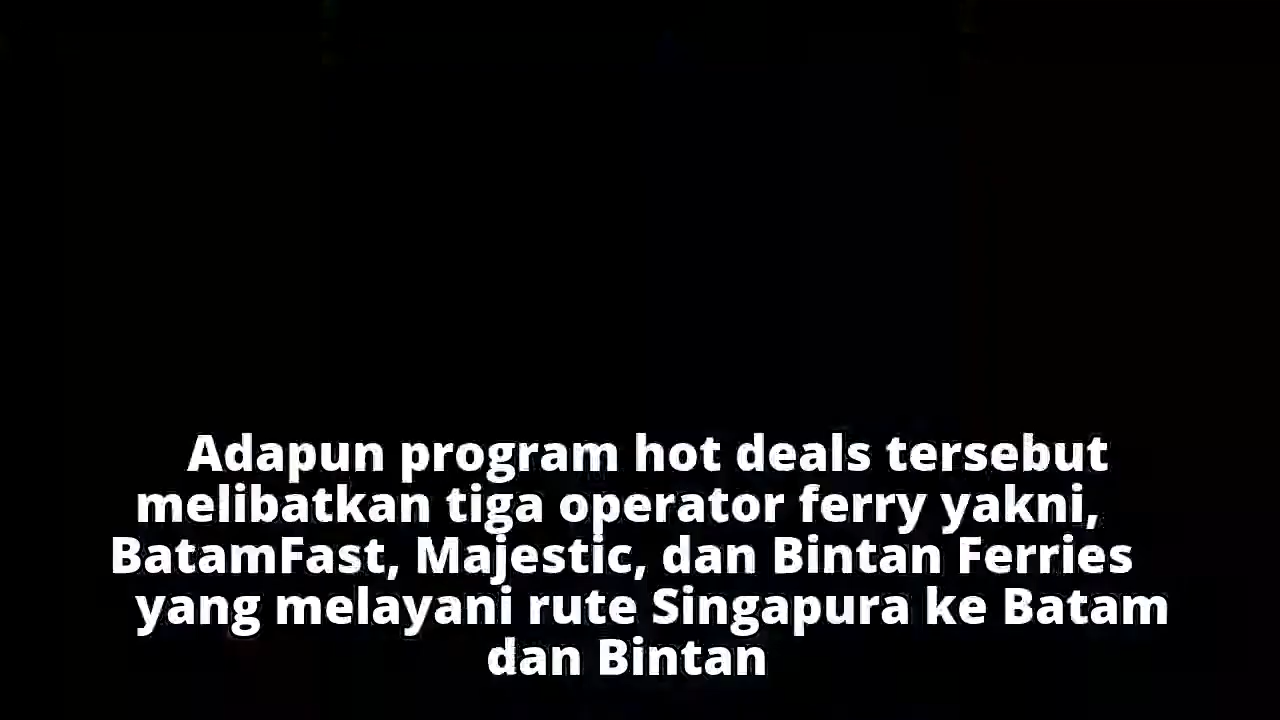 Adapun program hot deals tersebut
melibatkan tiga operator ferry yakni,
BatamFast, Majestic, dan Bintan Ferries
yang melayani rute Singapura ke Batam
dan Bintan